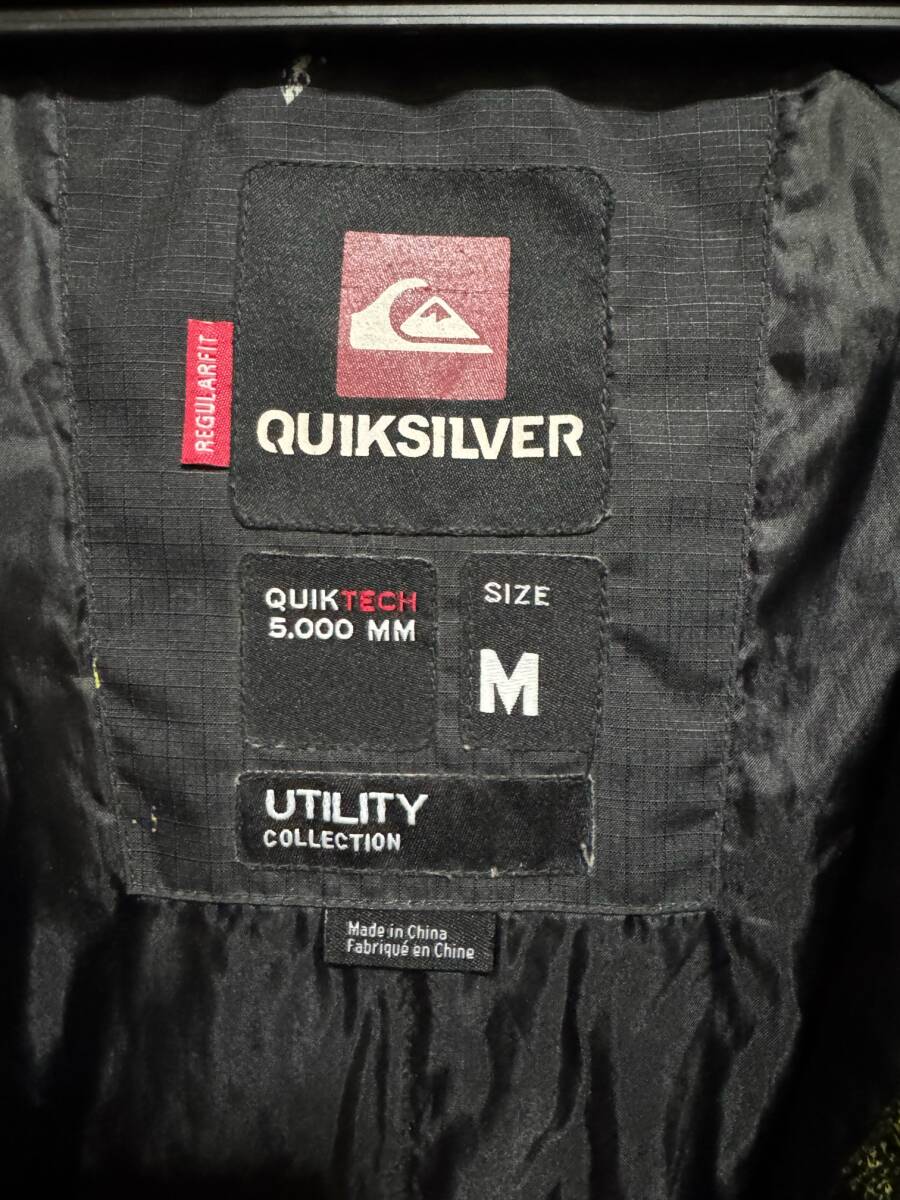 REGULARFIT
QUIKSILVER
QUIKTECH
5.000 MM
SIZE
M
UTILITY
COLLECTION
Made in China
Fabriqué en Chine